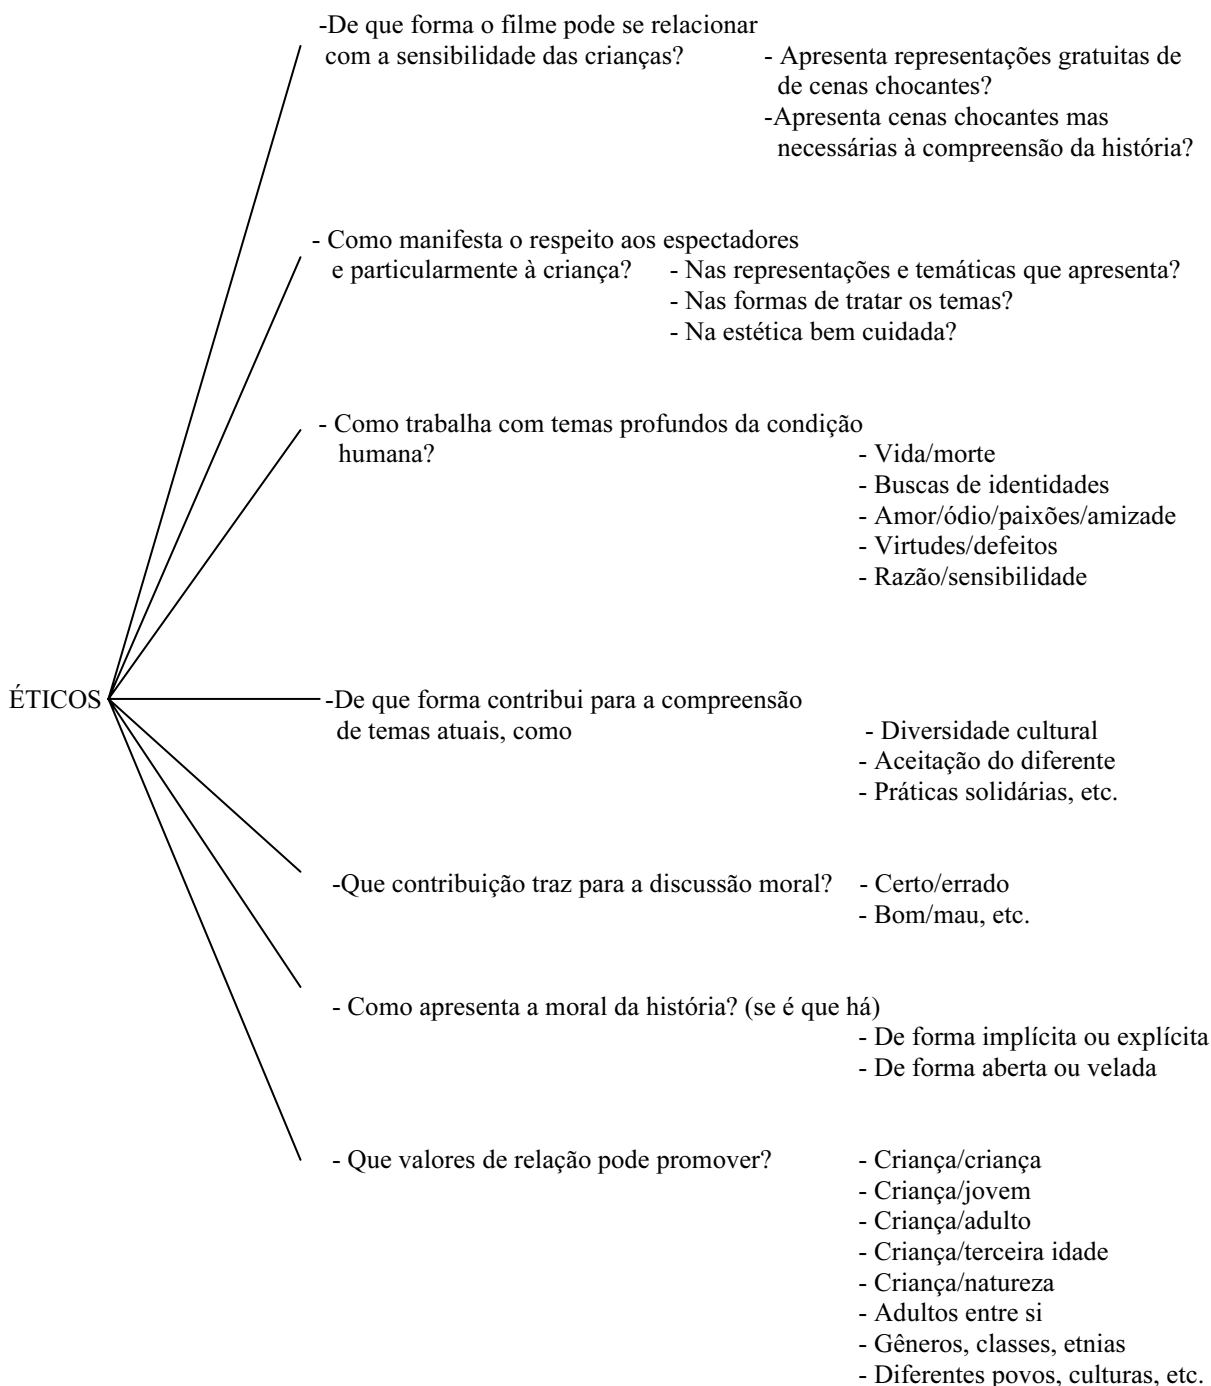 -De que forma o filme pode se relacionar
com a sensibilidade das crianças?
- Apresenta representações gratuitas de
de cenas chocantes?
-Apresenta cenas chocantes mas
necessárias à compreensão da história?
- Como manifesta o respeito aos espectadores
e particularmente à criança?
- Nas representações e temáticas que apresenta?
- Nas formas de tratar os temas?
- Na estética bem cuidada?
- Como trabalha com temas profundos da condição
humana?
- Vida/morte
- Buscas de identidades
- Amor/ódio/paixões/amizade
- Virtudes/defeitos
- Razão/sensibilidade
ÉTICOS
-De que forma contribui para a compreensão
de temas atuais, como
- Diversidade cultural
- Aceitação do diferente
- Práticas solidárias, etc.
-Que contribuição traz para a discussão moral?
- Certo/errado
- Bom/mau, etc.
- Como apresenta a moral da história? (se é que há)
- De forma implícita ou explícita
- De forma aberta ou velada
- Que valores de relação pode promover?
- Criança/criança
- Criança/jovem
- Criança/adulto
- Criança/terceira idade
- Criança/natureza
- Adultos entre si
- Gêneros, classes, etnias
- Diferentes povos, culturas, etc.